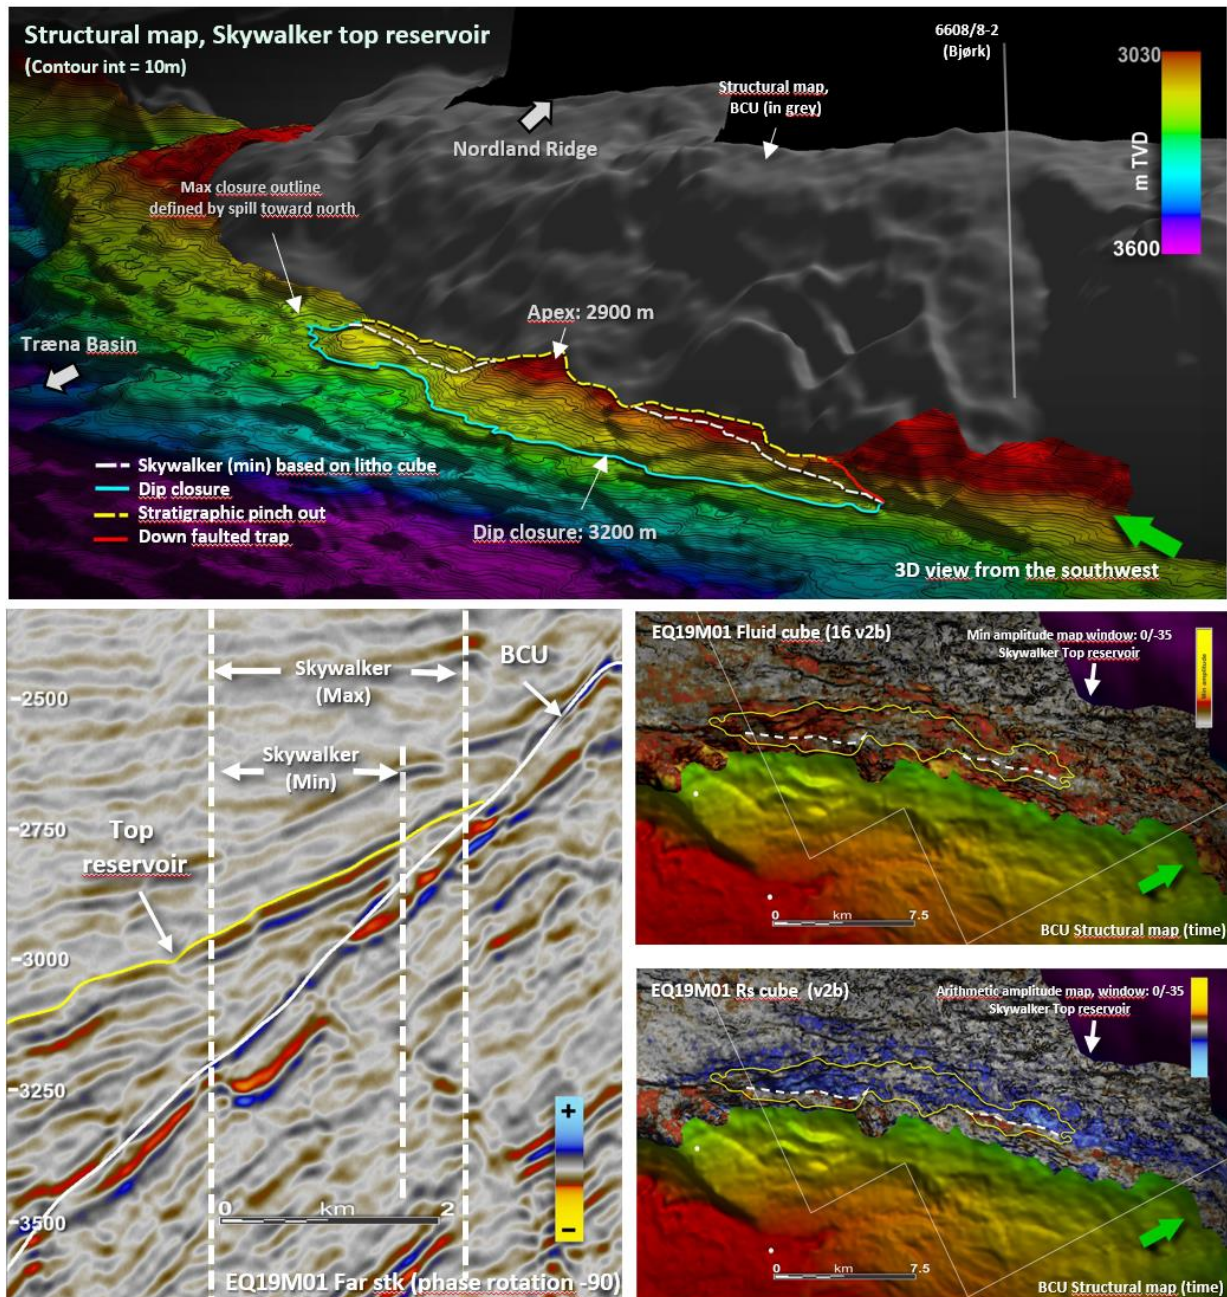 Structural map, Skywalker top reservoir
(Contour int = 10m)
6608/8-2
(Bjørk)
3030
m TVD
3600
Structural map,
BCU (in grey)
Nordland Ridge
Max closure outline
defined by spill toward north
Apex: 2900 m
Træna Basin
Skywalker (min) based on litho cube
Dip closure
Stratigraphic pinch out
Down faulted trap
Dip closure: 3200 m
3D view from the southwest
2500
2750
3000
3250
3500
Skywalker
(Max)
BCU
Skywalker
(Min)
Top
reservoir
+
−
0 km 2
EQ19M01 Far stk (phase rotation -90)
EQ19M01 Fluid cube (16 v2b)
Min amplitude map window: 0/-35
Skywalker Top reservoir
Min amplitude
0 km 7.5
BCU Structural map (time)
EQ19M01 Rs cube (v2b)
Arithmetic amplitude map, window: 0/-35
Skywalker Top reservoir
0 km 7.5
BCU Structural map (time)